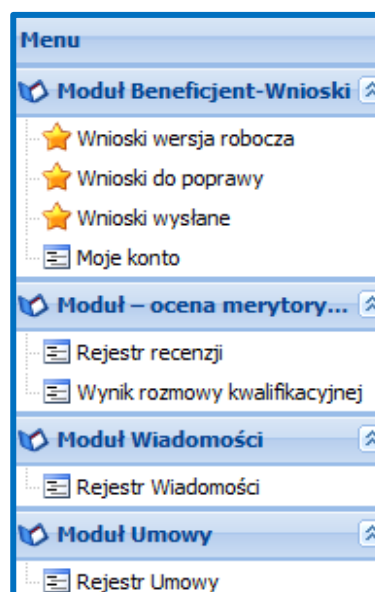 Menu
Moduł Beneficjent-Wnioski
Wnioski wersja robocza
Wnioski do poprawy
Wnioski wysłane
Moje konto
Moduł – ocena merytory...
Rejestr recenzji
Wynik rozmowy kwalifikacyjnej
Moduł Wiadomości
Rejestr Wiadomości
Moduł Umowy
Rejestr Umowy